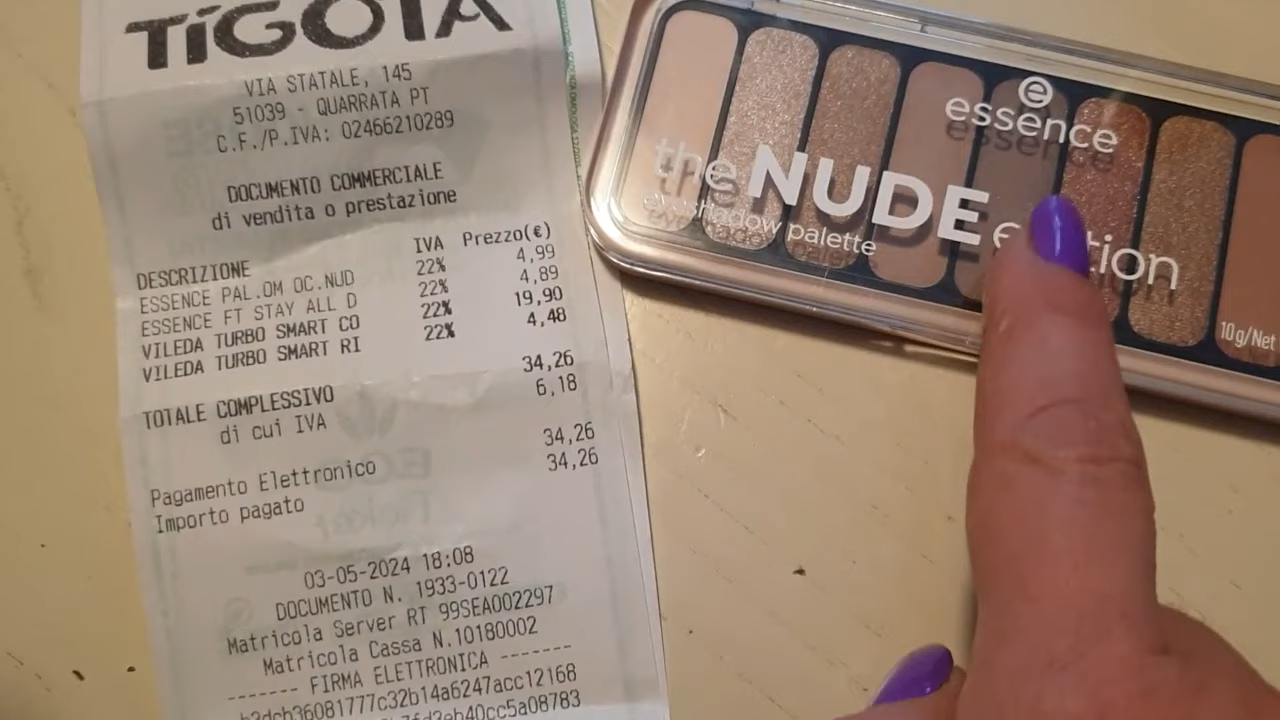 TIGOTA
VIA STATALE, 145
51039 - QUARRATA PT
C.F./P.IVA: 02466210289
DOCUMENTO COMMERCIALE
di vendita o prestazione
DESCRIZIONE IVA Prezzo(€)
ESSENCE PAL.OM OC.NUD 22% 4,99
ESSENCE FT STAY ALL D 22% 4,89
VILEDA TURBO SMART CO 22% 19,90
VILEDA TURBO SMART RI 22% 4,48
TOTALE COMPLESSIVO 34,26
di cui IVA 6,18
Pagamento Elettronico 34,26
Importo pagato 34,26
03-05-2024 18:08
DOCUMENTO N. 1933-0122
Matricola Server RT 99SEA002297
Matricola Cassa N.10180002
------- FIRMA ELETTRONICA -------
e
essence
the NUDE
eyeshadow palette
10g/Net